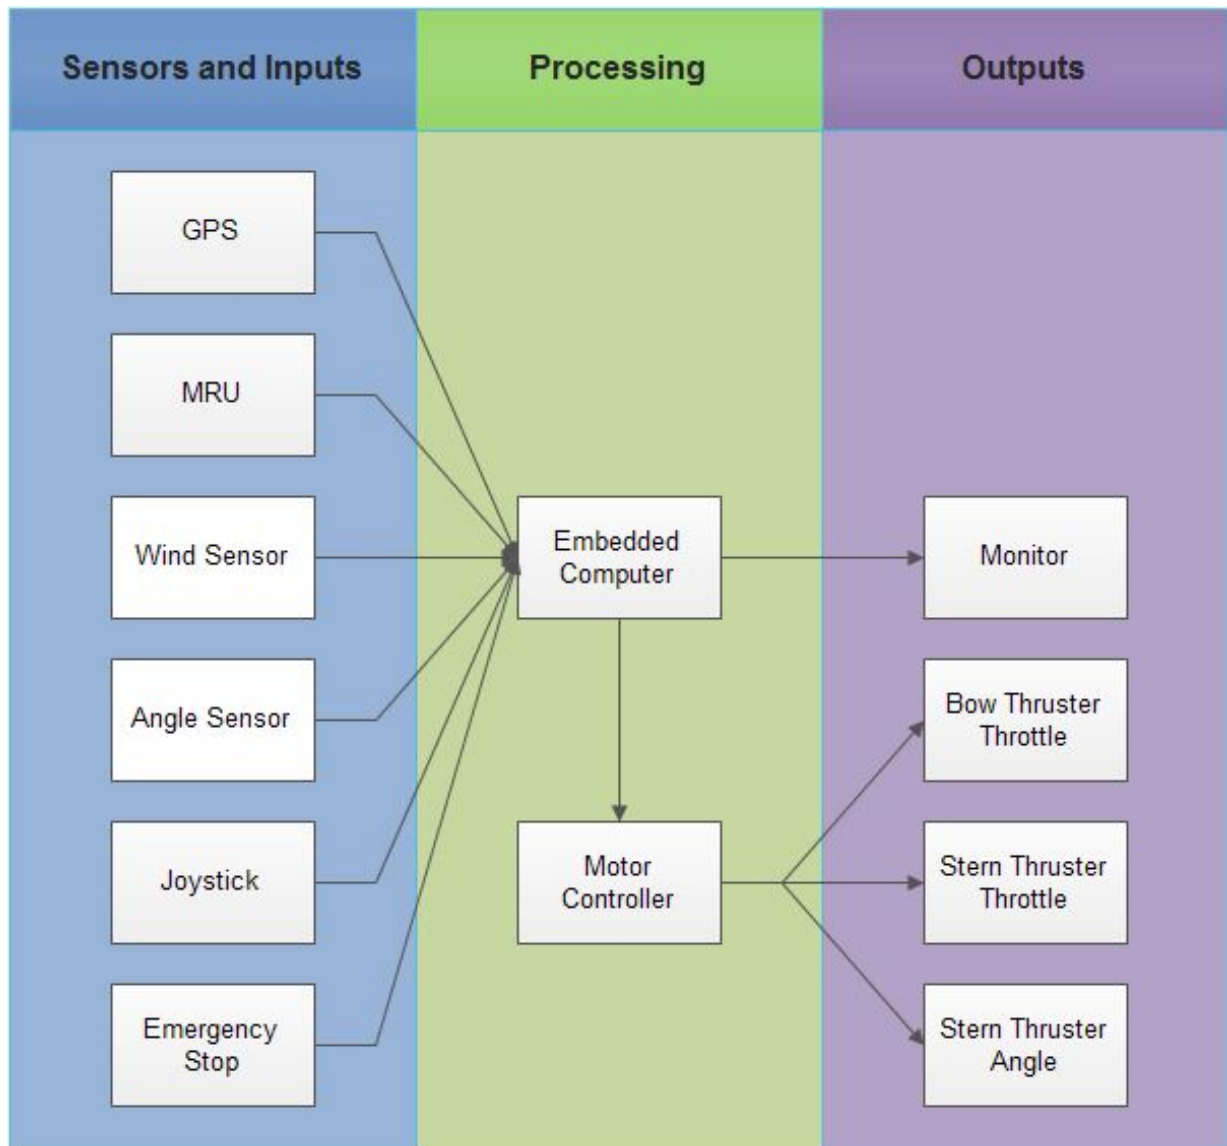 Sensors and Inputs
Processing
Outputs
GPS
MRU
Wind Sensor
Embedded
Computer
Monitor
Angle Sensor
Bow Thruster
Throttle
Joystick
Motor
Controller
Stern Thruster
Throttle
Emergency
Stop
Stern Thruster
Angle